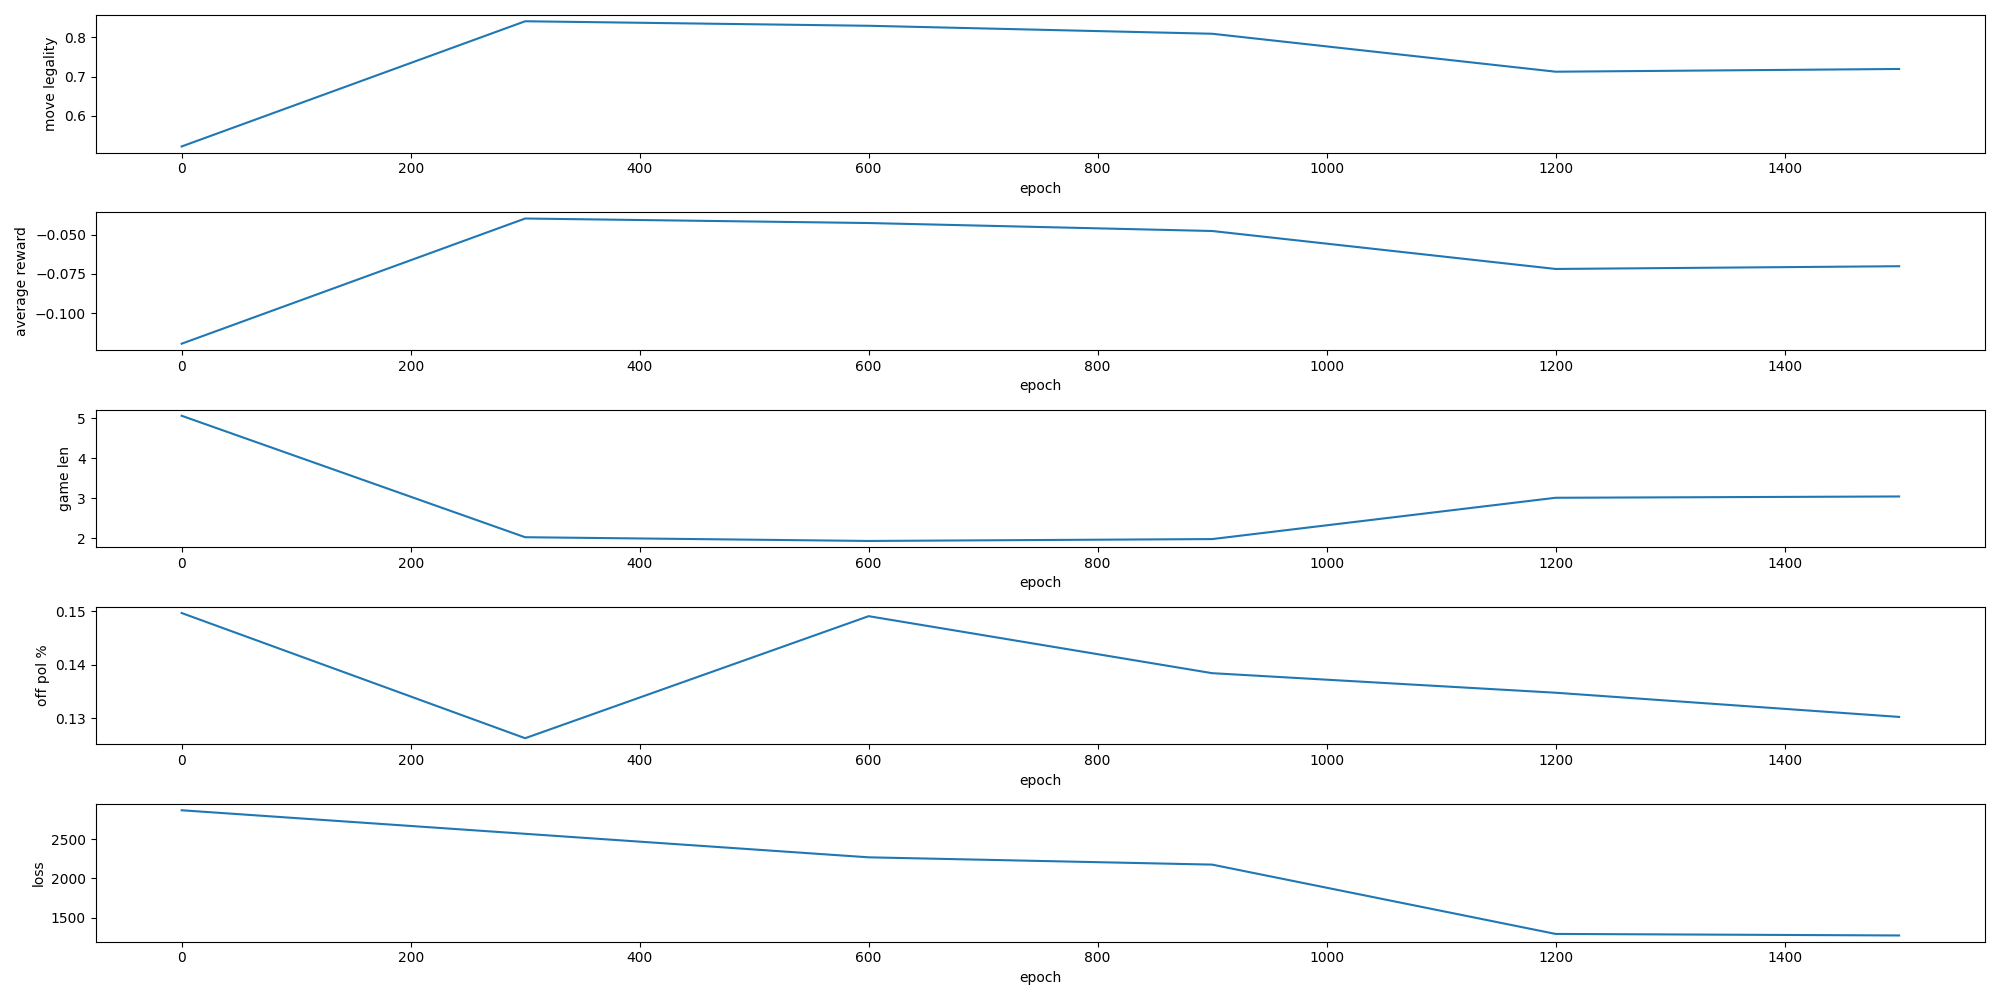 move legality
0.8
0.7
0.6
0 200 400 600 800 1000 1200 1400
epoch
average reward
−0.050
−0.075
−0.100
0 200 400 600 800 1000 1200 1400
epoch
game len
5
4
3
2
0 200 400 600 800 1000 1200 1400
epoch
off pol %
0.15
0.14
0.13
0 200 400 600 800 1000 1200 1400
epoch
loss
2500
2000
1500
0 200 400 600 800 1000 1200 1400
epoch